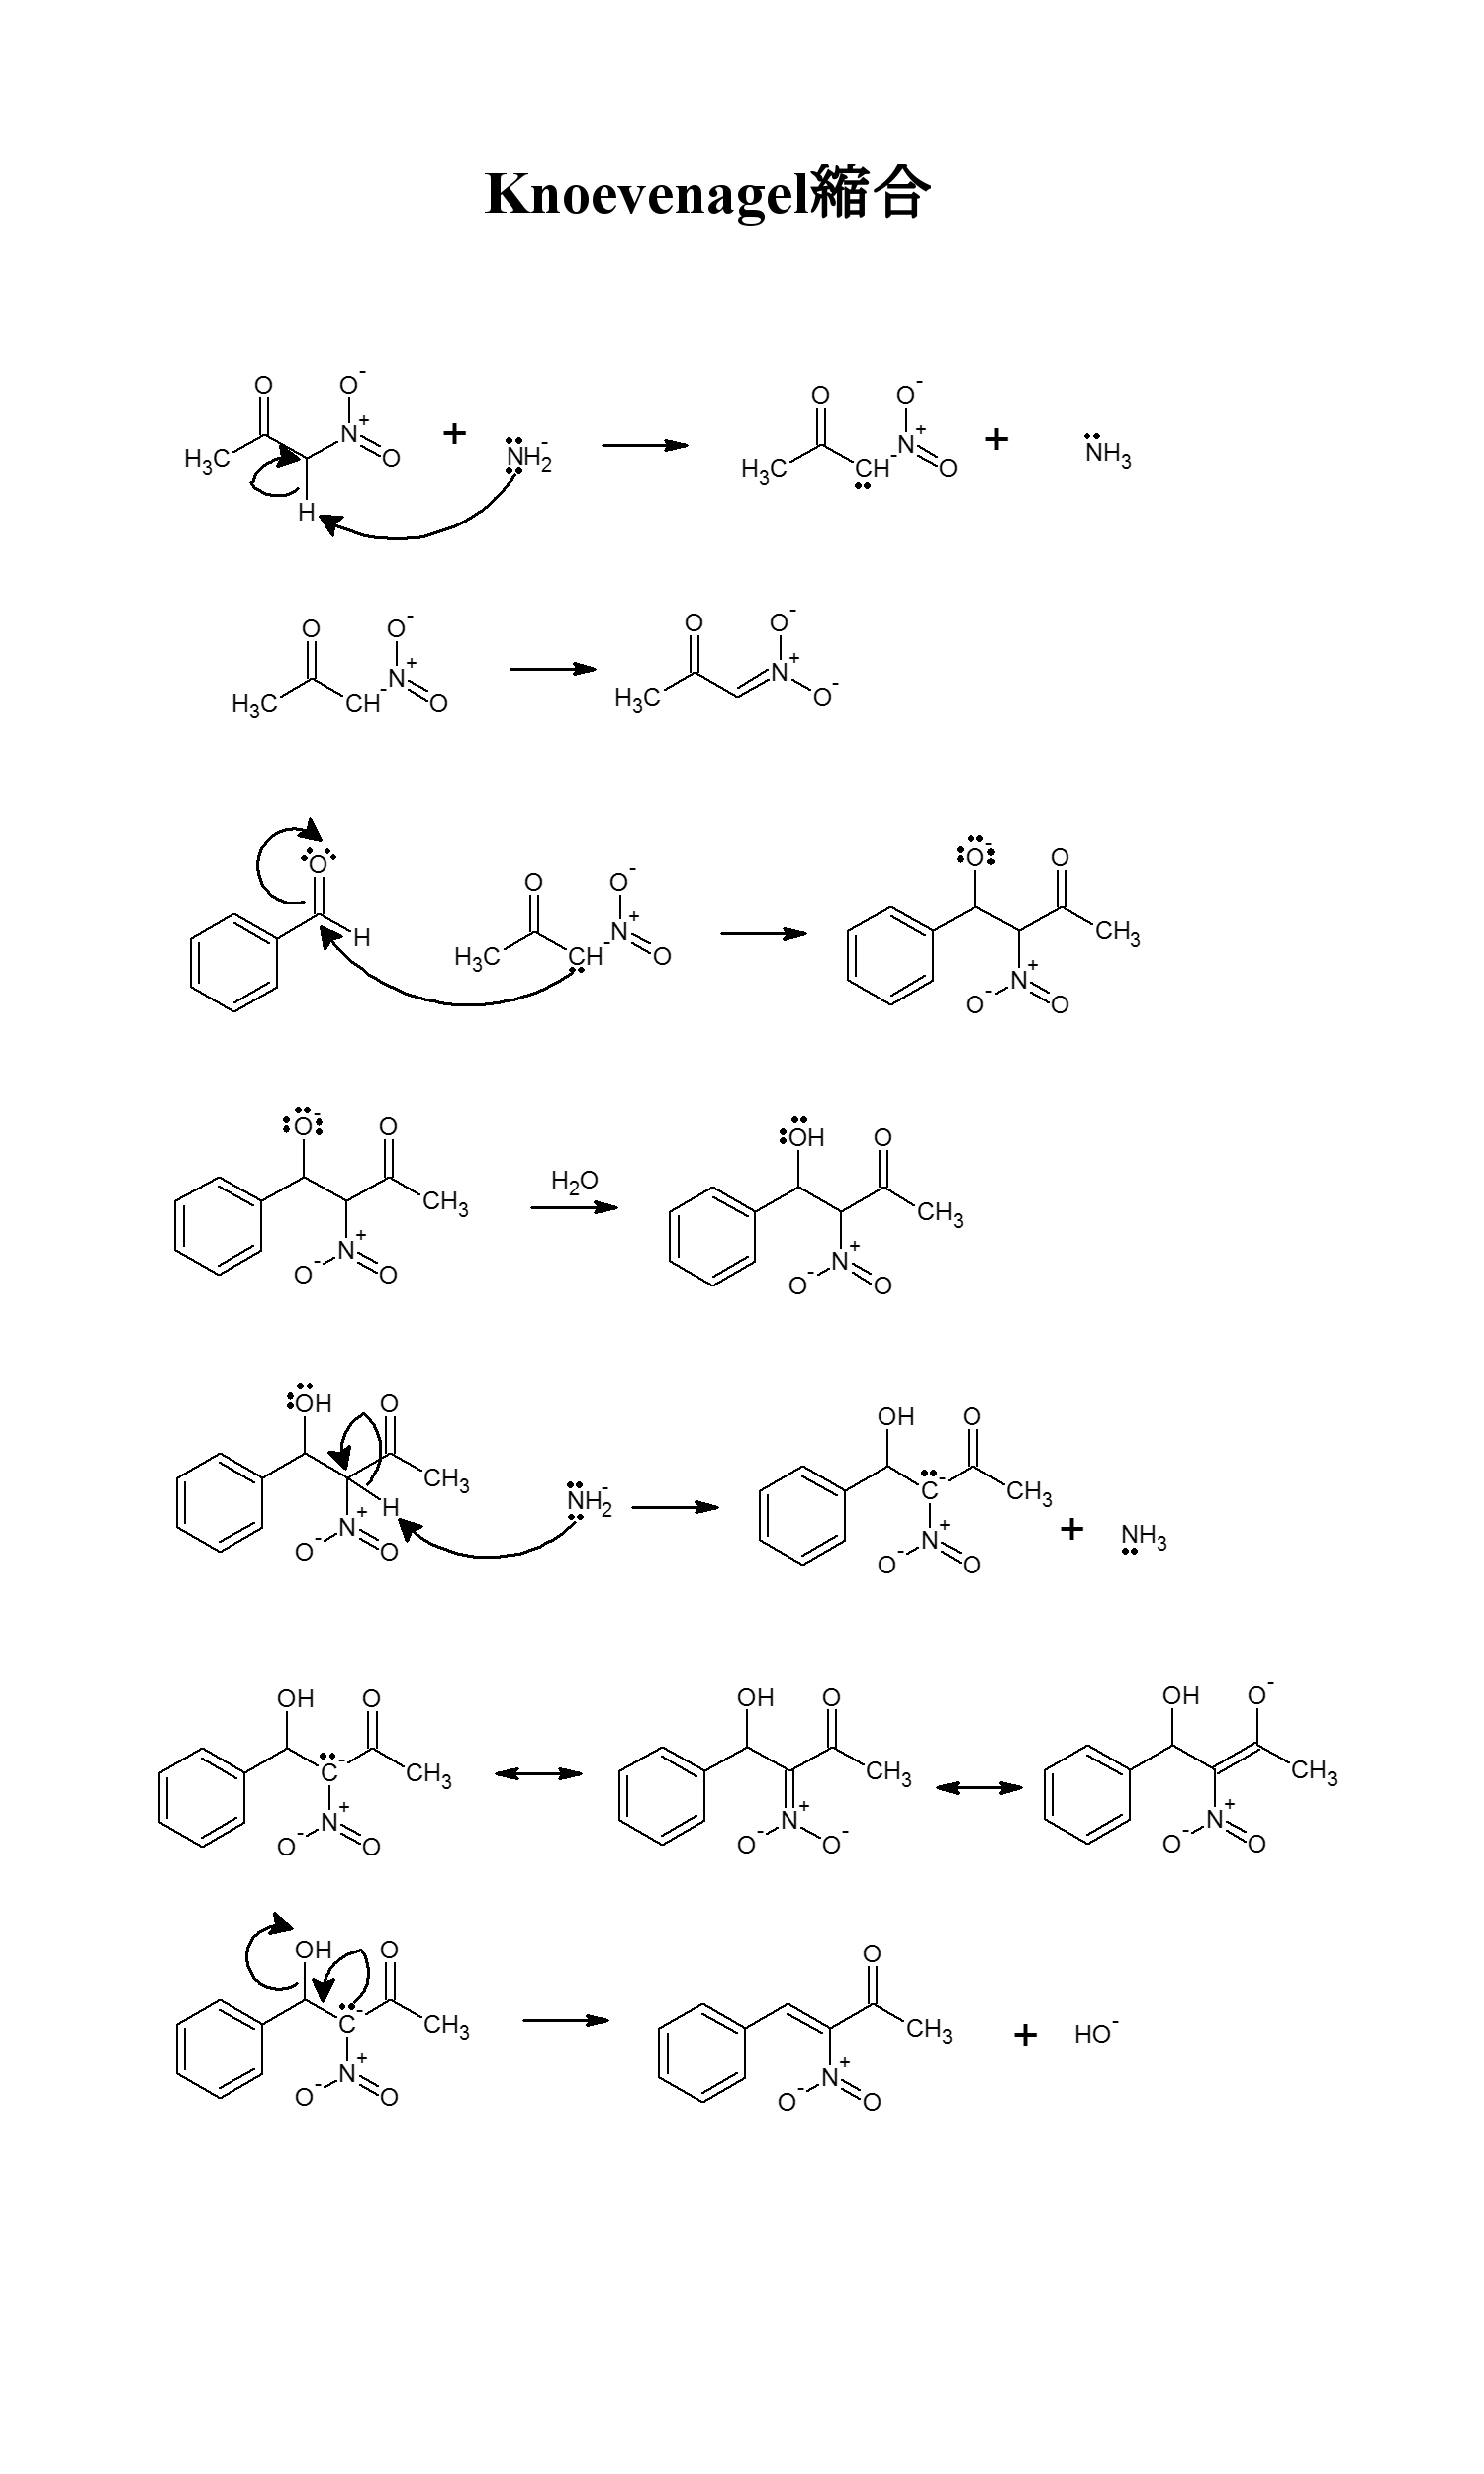 Knoevenagel縮合
O O⁻ H₃C N⁺ O H + NH₂⁻ O O⁻ H₃C CH⁻ N⁺ O + NH₃
O O⁻ H₃C CH⁻ N⁺ O O O⁻ H₃C N⁺ O⁻
O H O O⁻ H₃C CH⁻ N⁺ O O⁻ O CH₃ N⁺ O⁻ O
O⁻ O CH₃ N⁺ O⁻ O H₂O OH O CH₃ N⁺ O⁻ O
OH O CH₃ H N⁺ O⁻ O NH₂⁻ OH O C⁻ CH₃ N⁺ O⁻ O + NH₃
OH O C⁻ CH₃ N⁺ O⁻ O OH O CH₃ N⁺ O⁻ O⁻ OH O⁻ CH₃ N⁺ O⁻ O
OH O C⁻ CH₃ N⁺ O⁻ O O CH₃ N⁺ O⁻ O + HO⁻